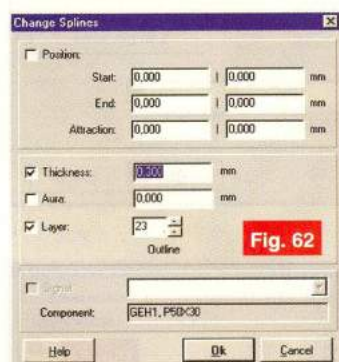 Change Splines
Position:
Start: 0,000 | 0,000 mm
End: 0,000 | 0,000 mm
Attraction: 0,000 | 0,000 mm
Thickness: 0,300 mm
Aura: 0,000 mm
Layer: 23
Outline
Fig. 62
Signal
Component: GEH1, P50X30
Help Ok Cancel